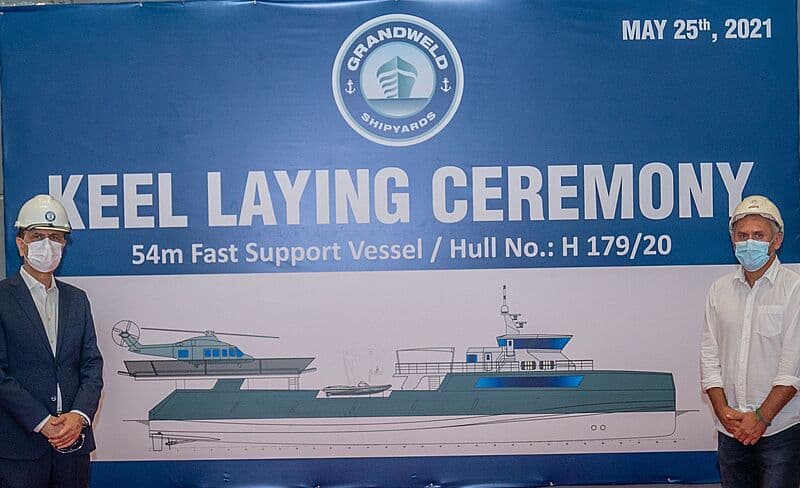 MAY 25th, 2021
GRANDWELD
SHIPYARDS
KEEL LAYING CEREMONY
54m Fast Support Vessel / Hull No.: H 179/20